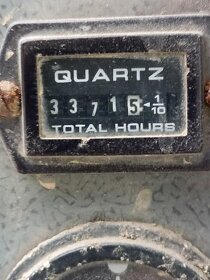 QUARTZ
33715 ◄ 1/10
TOTAL HOURS